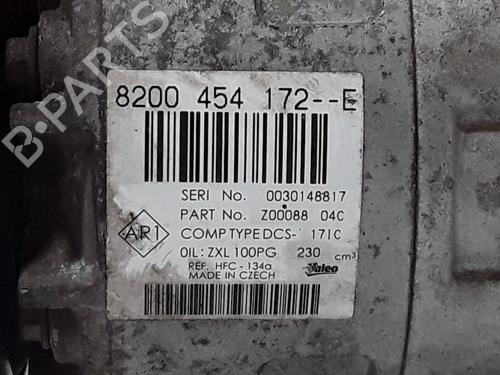 B-PARTS
8200 454 172--E
SERI No. 0030148817
PART No. Z00088 04C
AR1
COMP TYPE DCS- 171C
OIL: ZXL 100PG 230 cm³
REF. HFC - 134a
MADE IN CZECH
Valeo